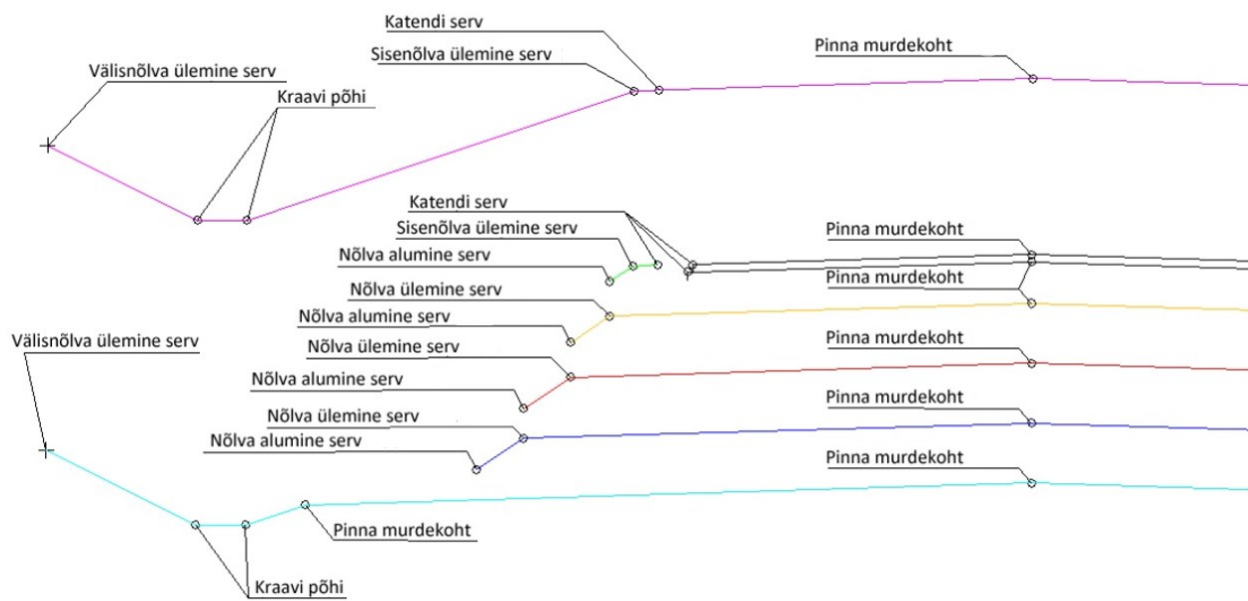 Katendi serv
Sisenõlva ülemine serv
Pinna murdekoht
Välisnõlva ülemine serv
Kraavi põhi
Katendi serv
Sisenõlva ülemine serv
Pinna murdekoht
Nõlva alumine serv
Pinna murdekoht
Nõlva ülemine serv
Nõlva alumine serv
Välisnõlva ülemine serv
Nõlva ülemine serv
Pinna murdekoht
Nõlva alumine serv
Pinna murdekoht
Nõlva ülemine serv
Nõlva alumine serv
Pinna murdekoht
Pinna murdekoht
Kraavi põhi